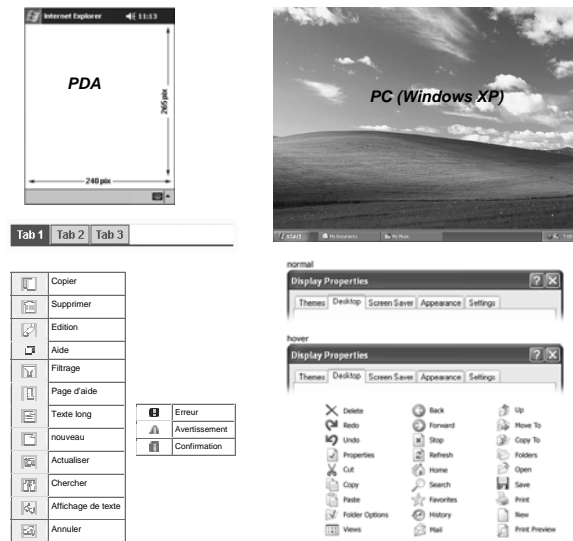 Internet Explorer 11:13
PDA
265 pix
240 pix
PC (Windows XP)
start My Documents My Music
Tab 1 Tab 2 Tab 3
Copier
Supprimer
Edition
Aide
Filtrage
Page d'aide
Texte long
nouveau
Actualiser
Chercher
Affichage de texte
Annuler
Erreur
Avertissement
Confirmation
normal
Display Properties
Themes Desktop Screen Saver Appearance Settings
hover
Display Properties
Themes Desktop Screen Saver Appearance Settings
Delete Back Up
Redo Forward Move To
Undo Stop Copy To
Properties Refresh Folders
Cut Home Open
Copy Search Save
Paste Favorites Print
Folder Options History New
Views Mail Print Preview